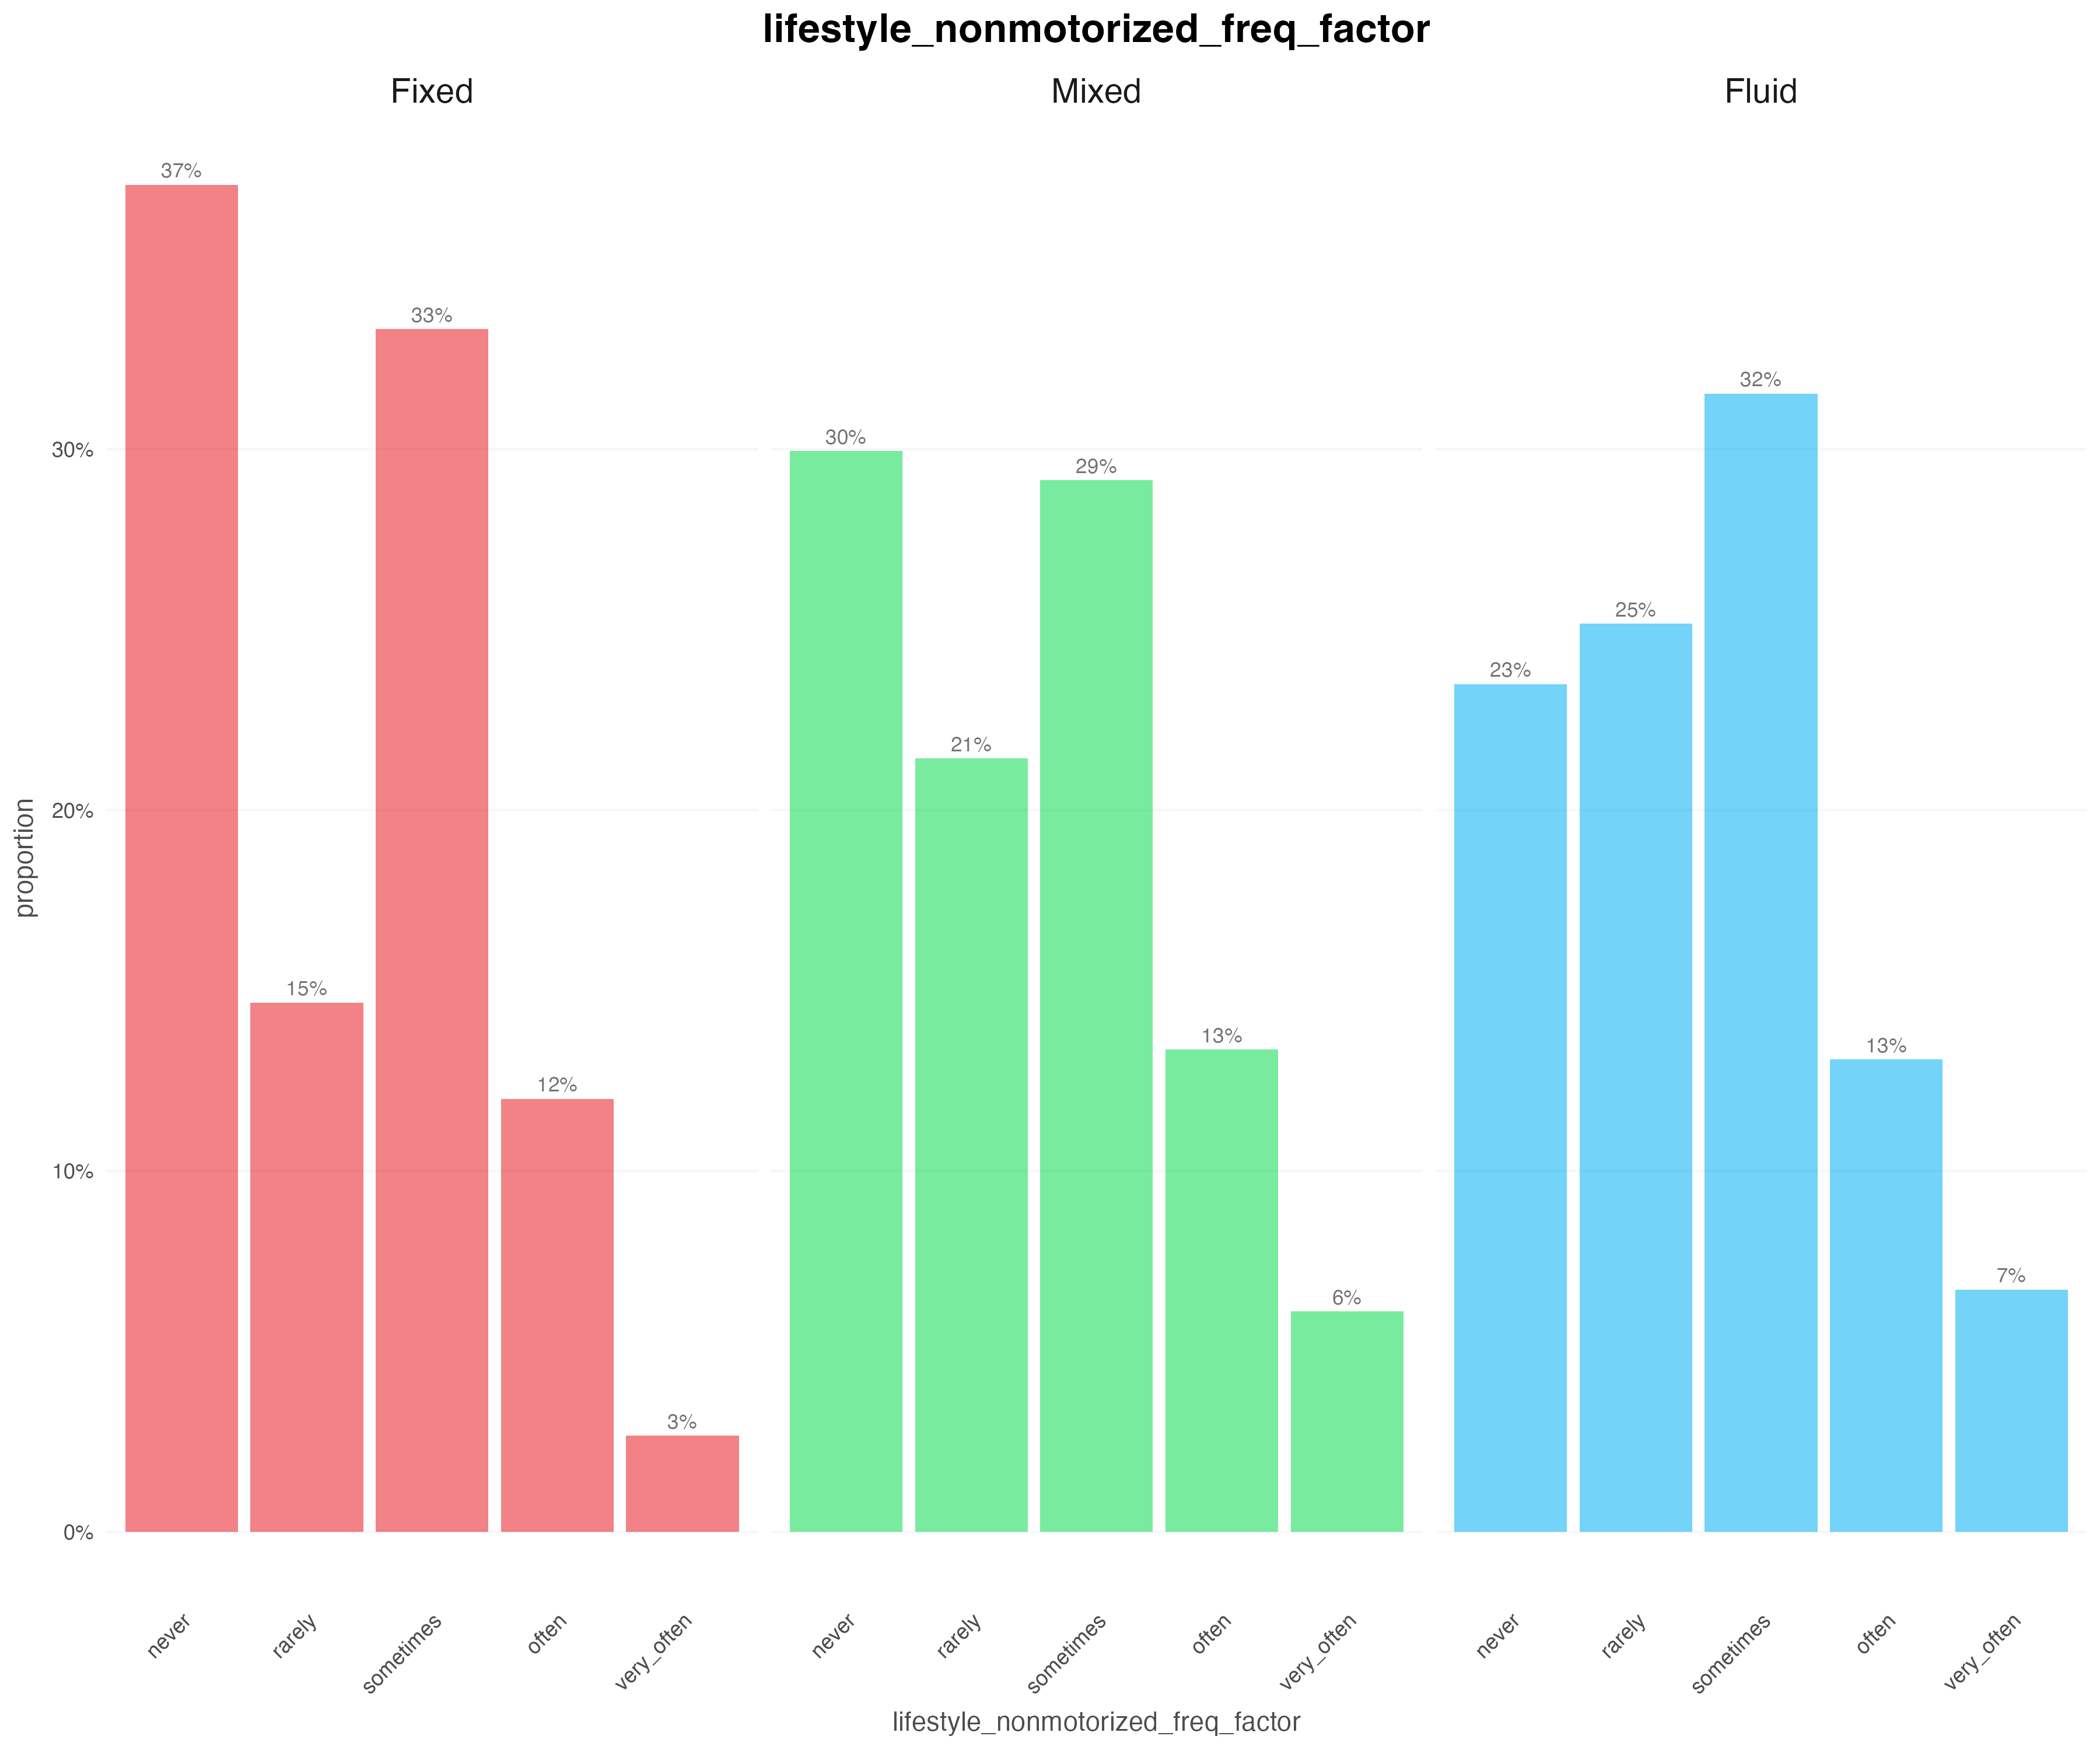 lifestyle_nonmotorized_freq_factor
Fixed
Mixed
Fluid
37%
15%
33%
12%
3%
30%
21%
29%
13%
6%
23%
25%
32%
13%
7%
30%
20%
10%
0%
proportion
never
rarely
sometimes
often
very_often
never
rarely
sometimes
often
very_often
never
rarely
sometimes
often
very_often
lifestyle_nonmotorized_freq_factor